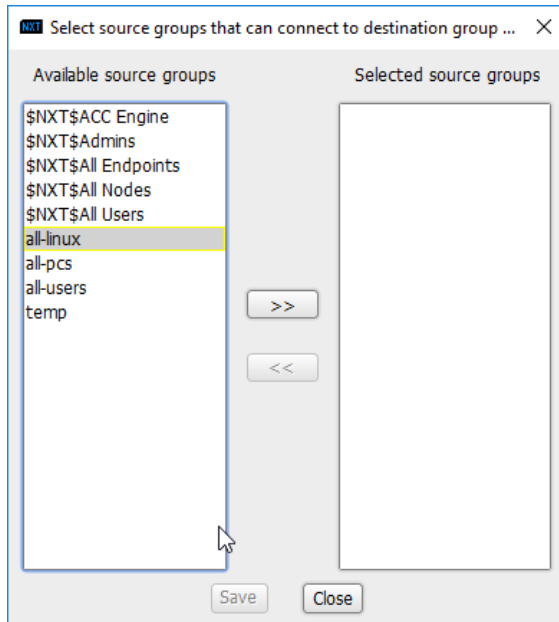 NXT Select source groups that can connect to destination group ...
Available source groups
Selected source groups
$NXT$ACC Engine
$NXT$Admins
$NXT$All Endpoints
$NXT$All Nodes
$NXT$All Users
all-linux
all-pcs
all-users
temp
>>
<<
Save
Close